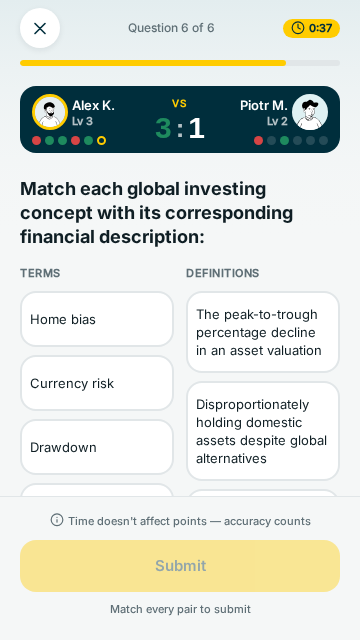 Question 6 of 6
0:37
Alex K.
Lv 3
VS
3 : 1
Piotr M.
Lv 2
Match each global investing
concept with its corresponding
financial description:
TERMS
DEFINITIONS
Home bias
The peak-to-trough
percentage decline
in an asset valuation
Currency risk
Disproportionately
holding domestic
assets despite global
alternatives
Drawdown
Time doesn't affect points — accuracy counts
Submit
Match every pair to submit